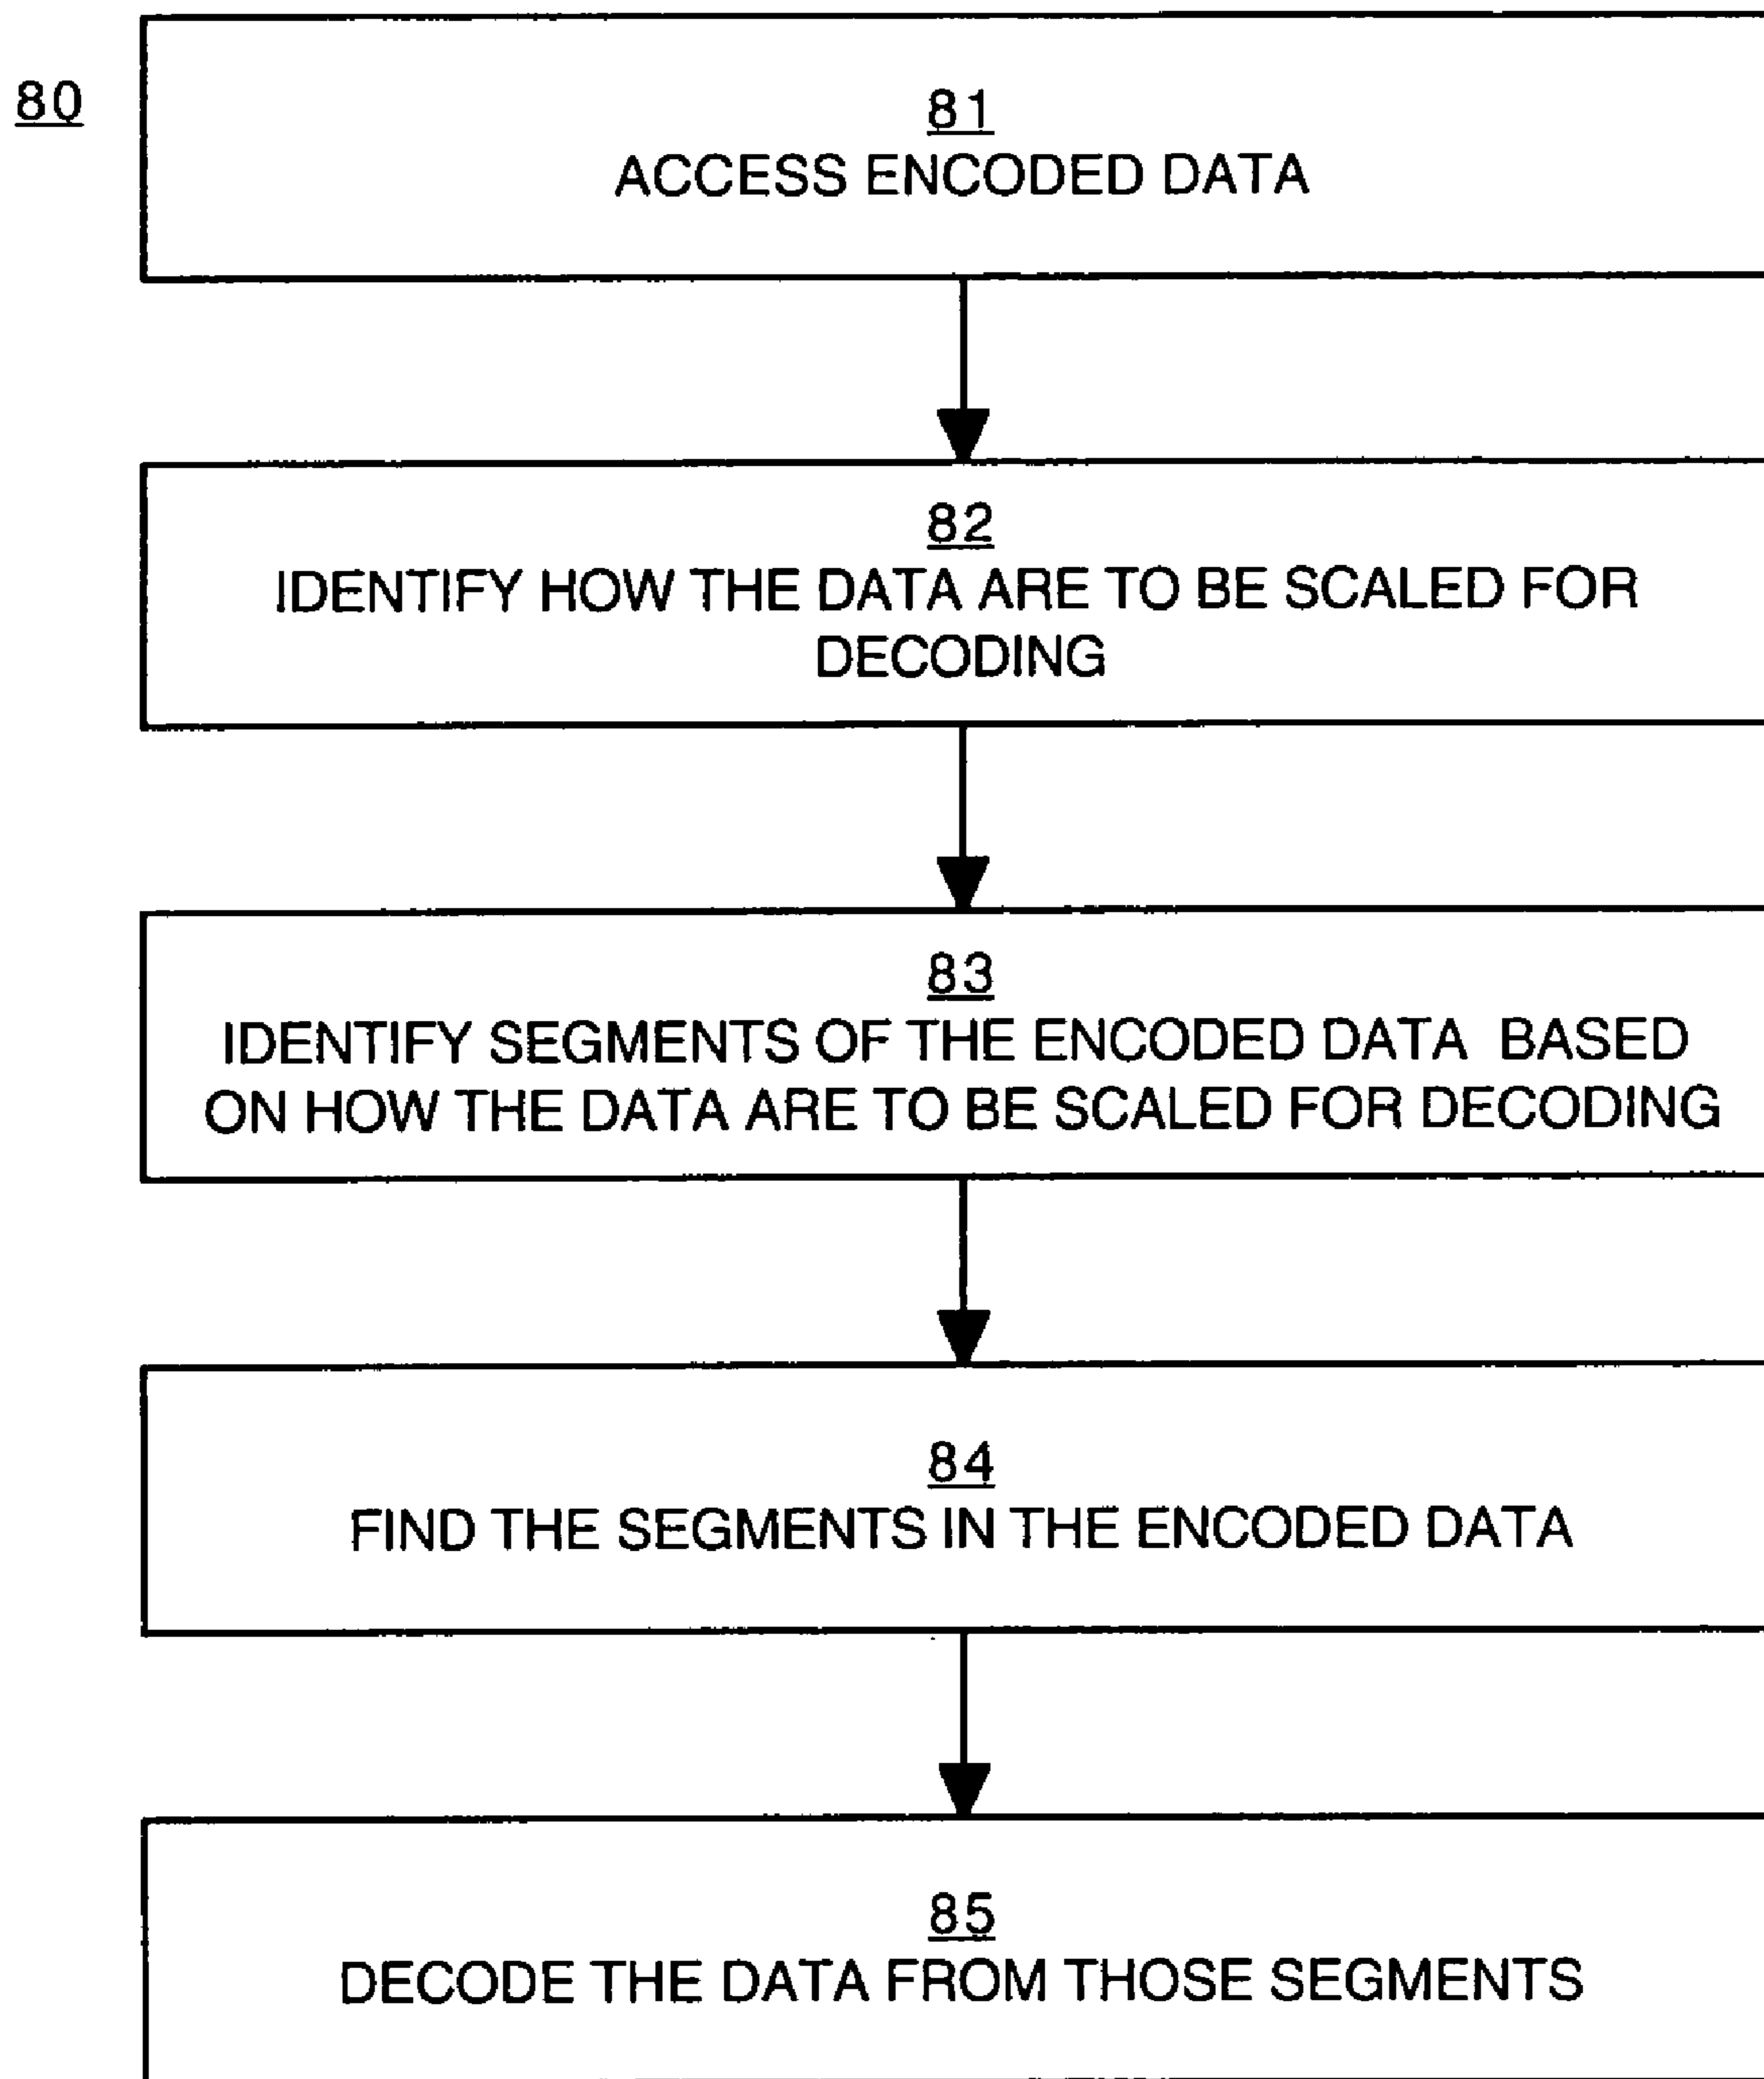 80
81
ACCESS ENCODED DATA
82
IDENTIFY HOW THE DATA ARE TO BE SCALED FOR
DECODING
83
IDENTIFY SEGMENTS OF THE ENCODED DATA BASED
ON HOW THE DATA ARE TO BE SCALED FOR DECODING
84
FIND THE SEGMENTS IN THE ENCODED DATA
85
DECODE THE DATA FROM THOSE SEGMENTS